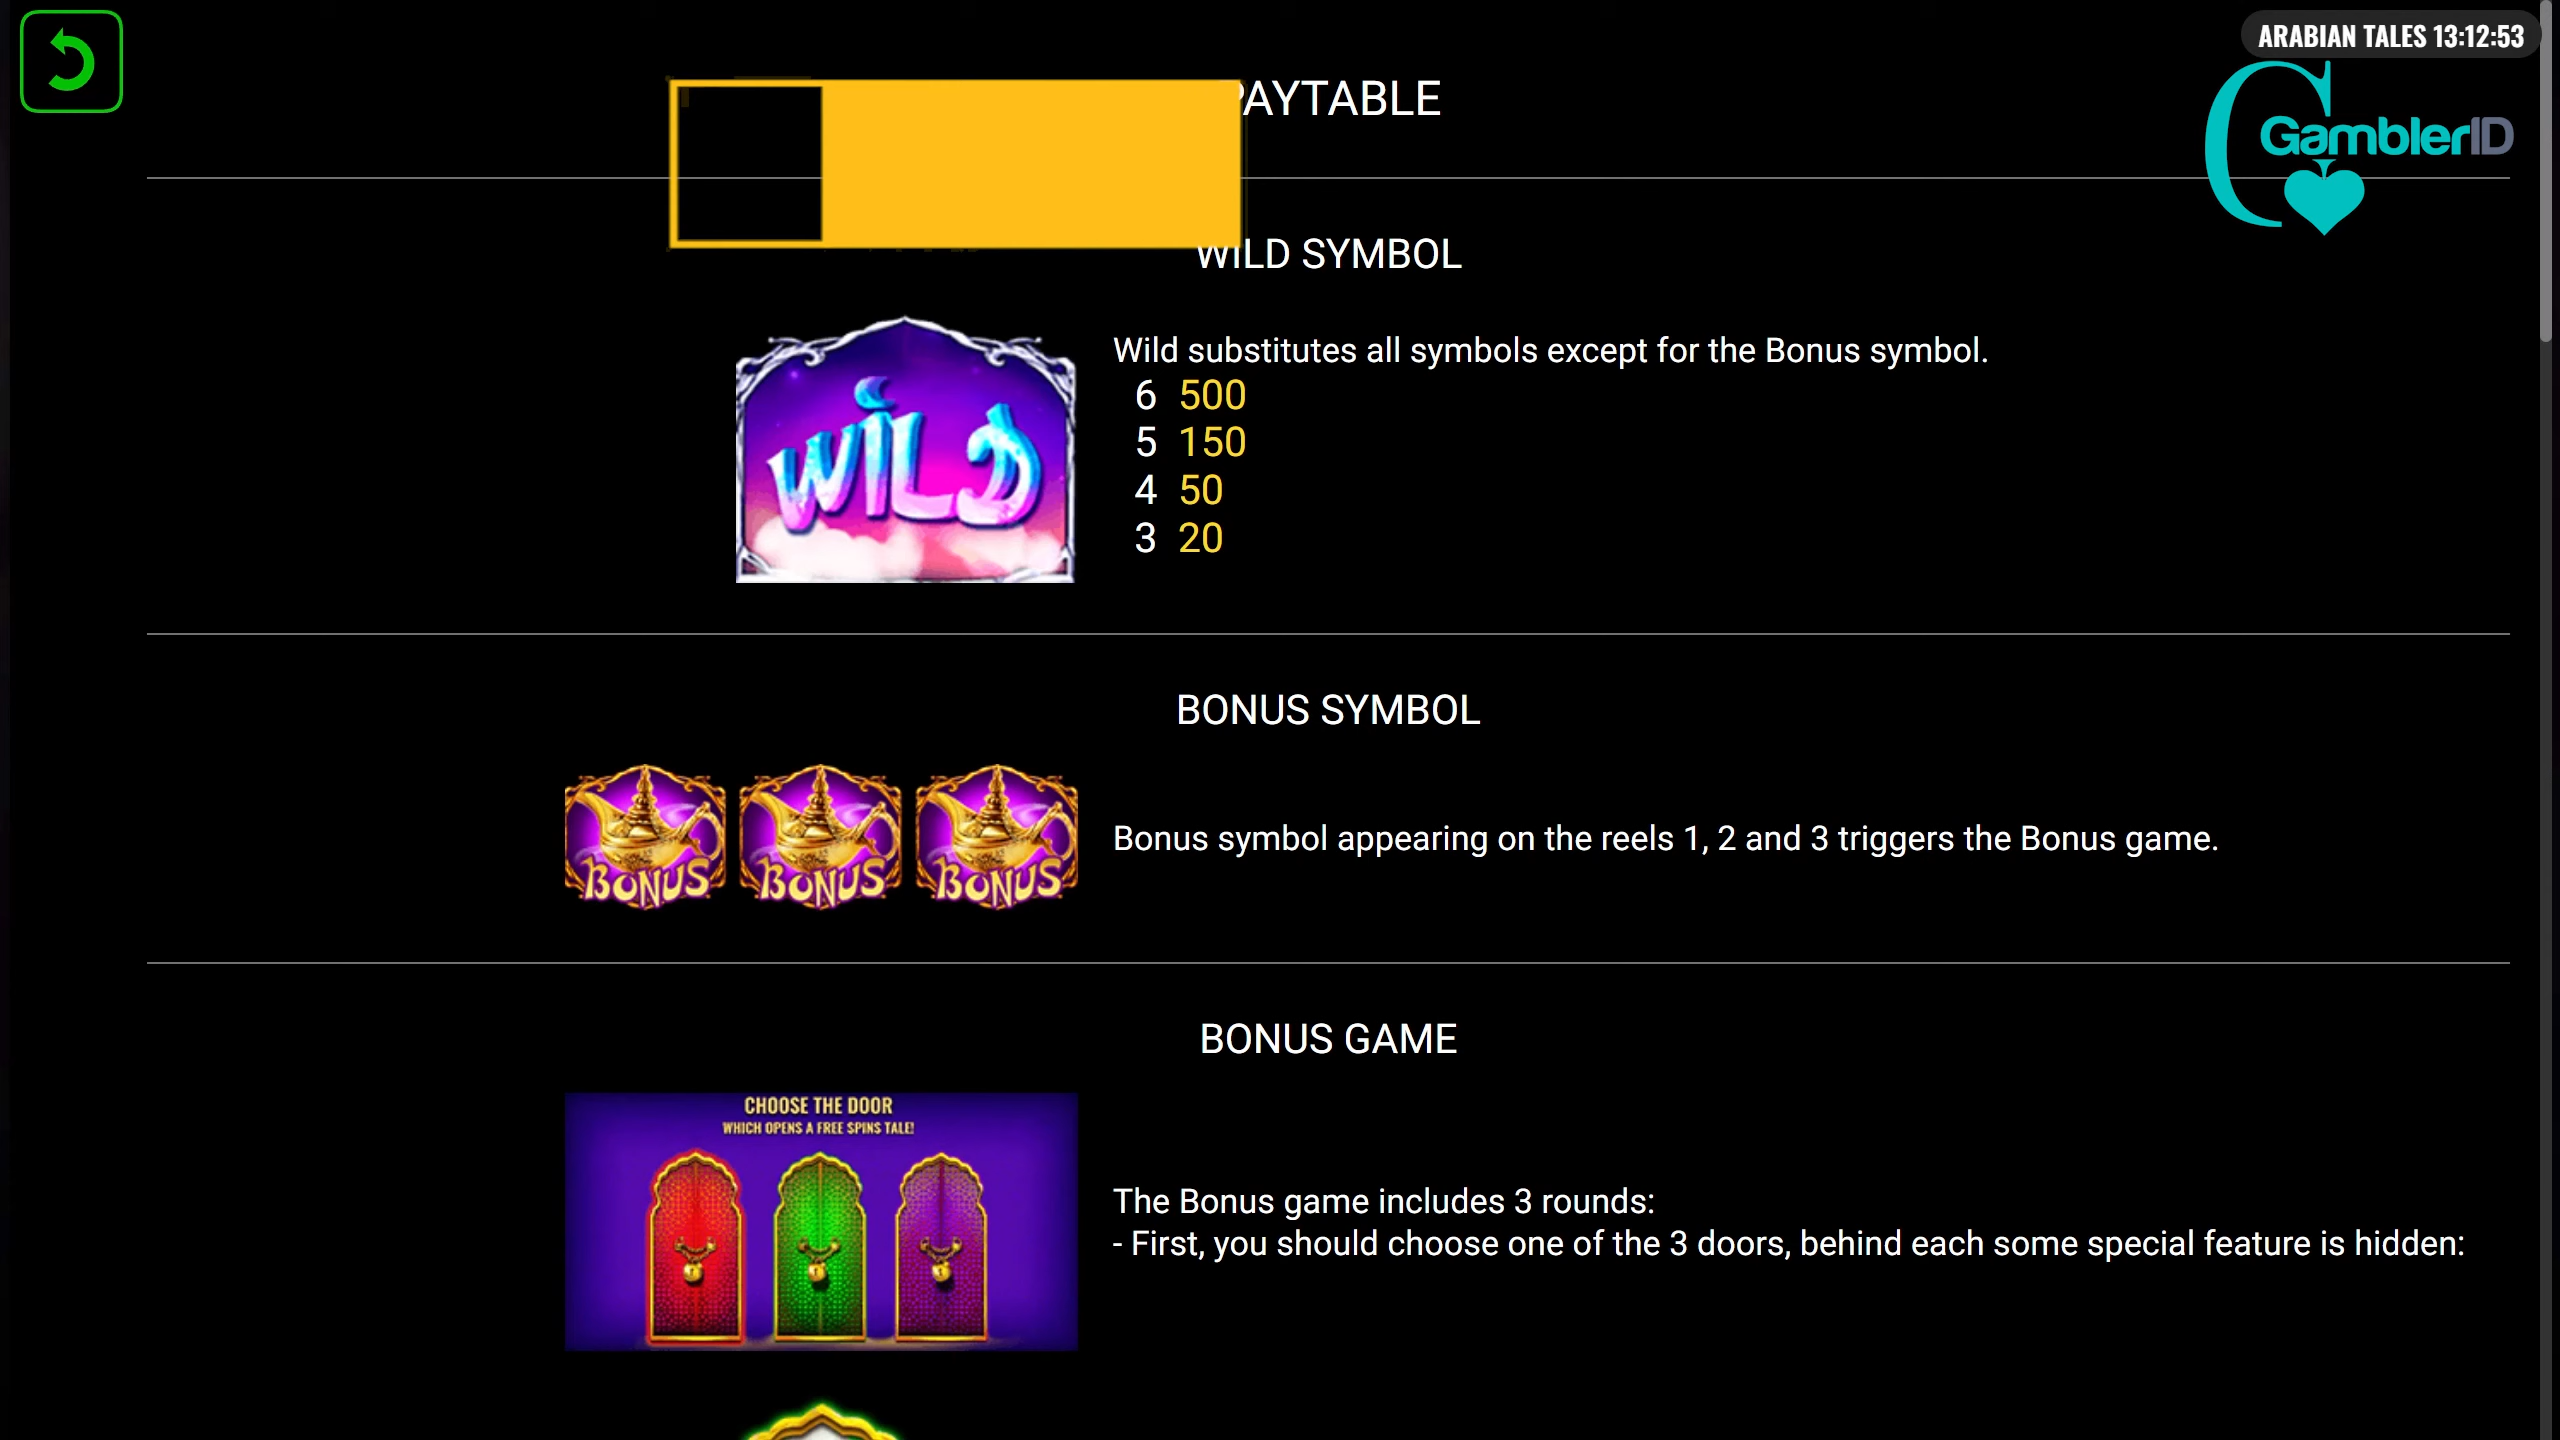 ARABIAN TALES 13:12:53
GamblerID
PAYTABLE
WILD SYMBOL
WILD
Wild substitutes all symbols except for the Bonus symbol.
6 500
5 150
4 50
3 20
BONUS SYMBOL
BONUS BONUS BONUS
Bonus symbol appearing on the reels 1, 2 and 3 triggers the Bonus game.
BONUS GAME
CHOOSE THE DOOR
WHICH OPENS A FREE SPINS TALE!
The Bonus game includes 3 rounds:
- First, you should choose one of the 3 doors, behind each some special feature is hidden: